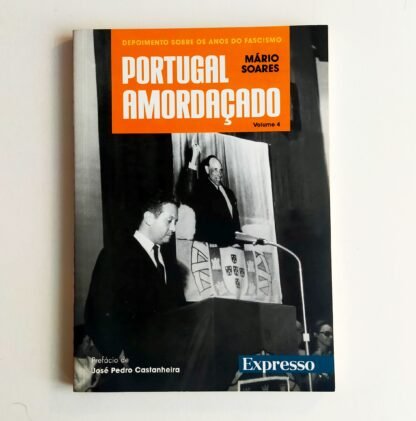 DEPOIMENTO SOBRE OS ANOS DO FASCISMO
PORTUGAL
AMORDAÇADO
MÁRIO
SOARES
Volume 4
Prefácio de
José Pedro Castanheira
Expresso